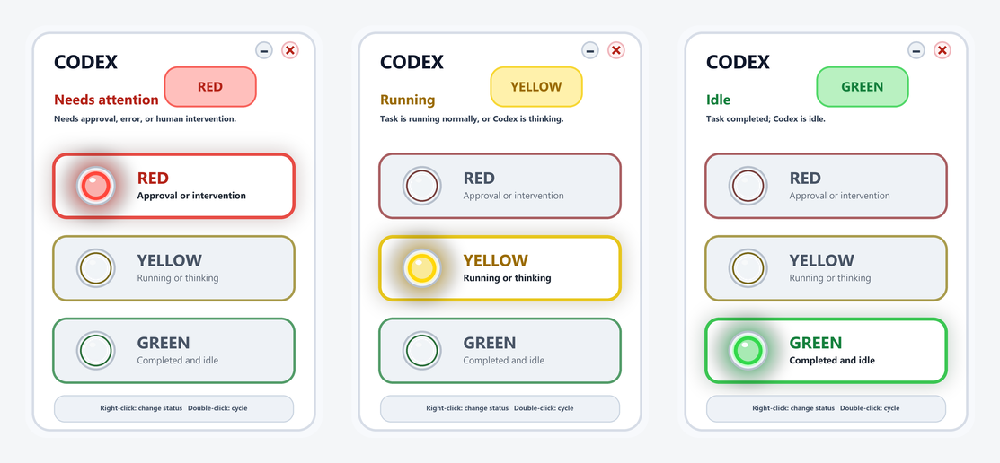 CODEX
RED
Needs attention
Needs approval, error, or human intervention.
RED
Approval or intervention
YELLOW
Running or thinking
GREEN
Completed and idle
Right-click: change status Double-click: cycle
CODEX
YELLOW
Running
Task is running normally, or Codex is thinking.
RED
Approval or intervention
YELLOW
Running or thinking
GREEN
Completed and idle
Right-click: change status Double-click: cycle
CODEX
GREEN
Idle
Task completed; Codex is idle.
RED
Approval or intervention
YELLOW
Running or thinking
GREEN
Completed and idle
Right-click: change status Double-click: cycle